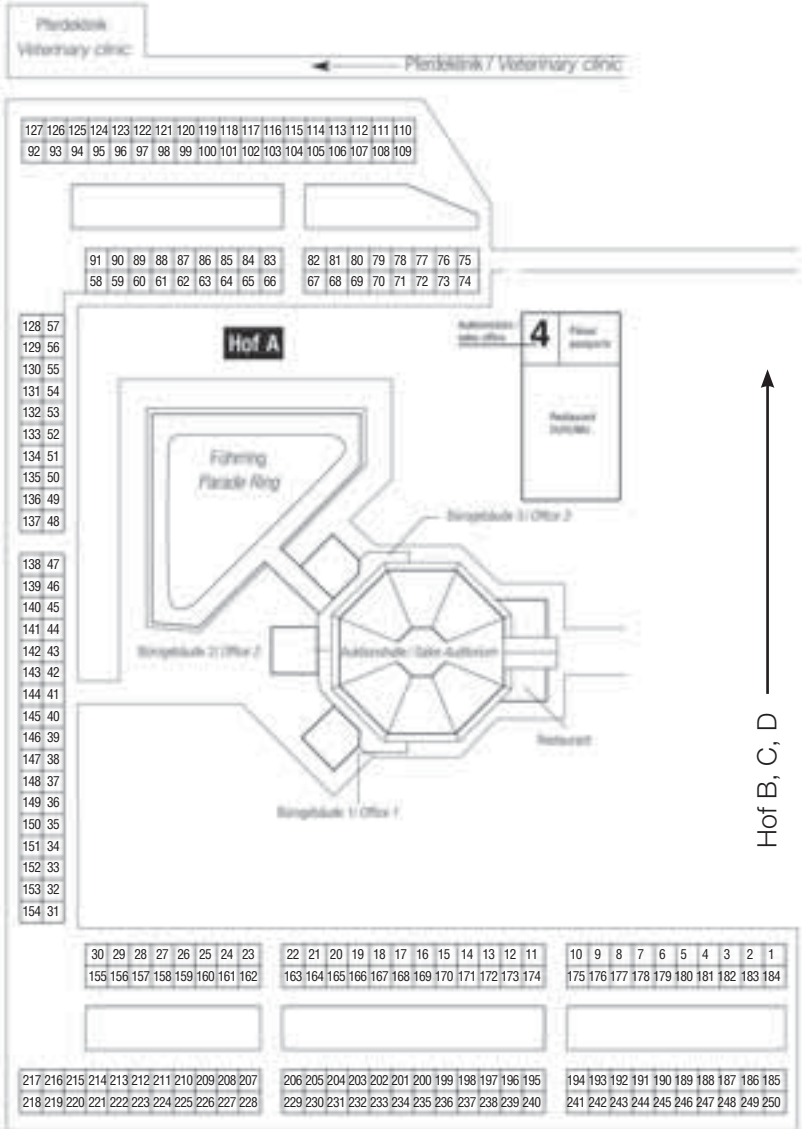 Pferdeklinik
Veterinary clinic
Pferdeklinik / Veterinary clinic
127 126 125 124 123 122 121 120 119 118 117 116 115 114 113 112 111 110
92 93 94 95 96 97 98 99 100 101 102 103 104 105 106 107 108 109
91 90 89 88 87 86 85 84 83 82 81 80 79 78 77 76 75
58 59 60 61 62 63 64 65 66 67 68 69 70 71 72 73 74
128 57
129 56
130 55
131 54
132 53
133 52
134 51
135 50
136 49
137 48
Hof A
4
sales office
Restaurant
Führring
Parade Ring
Bürogebäude 3/ Office 3
138 47
139 46
140 45
141 44
142 43
143 42
144 41
145 40
146 39
147 38
148 37
149 36
150 35
151 34
152 33
153 32
154 31
Bürogebäude 2/ Office 2
Auktionshalle/ Sales Auditorium
Restaurant
Bürogebäude 1/ Office 1
Hof B, C, D
30 29 28 27 26 25 24 23 22 21 20 19 18 17 16 15 14 13 12 11 10 9 8 7 6 5 4 3 2 1
155 156 157 158 159 160 161 162 163 164 165 166 167 168 169 170 171 172 173 174 175 176 177 178 179 180 181 182 183 184
217 216 215 214 213 212 211 210 209 208 207 206 205 204 203 202 201 200 199 198 197 196 195 194 193 192 191 190 189 188 187 186 185
218 219 220 221 222 223 224 225 226 227 228 229 230 231 232 233 234 235 236 237 238 239 240 241 242 243 244 245 246 247 248 249 250